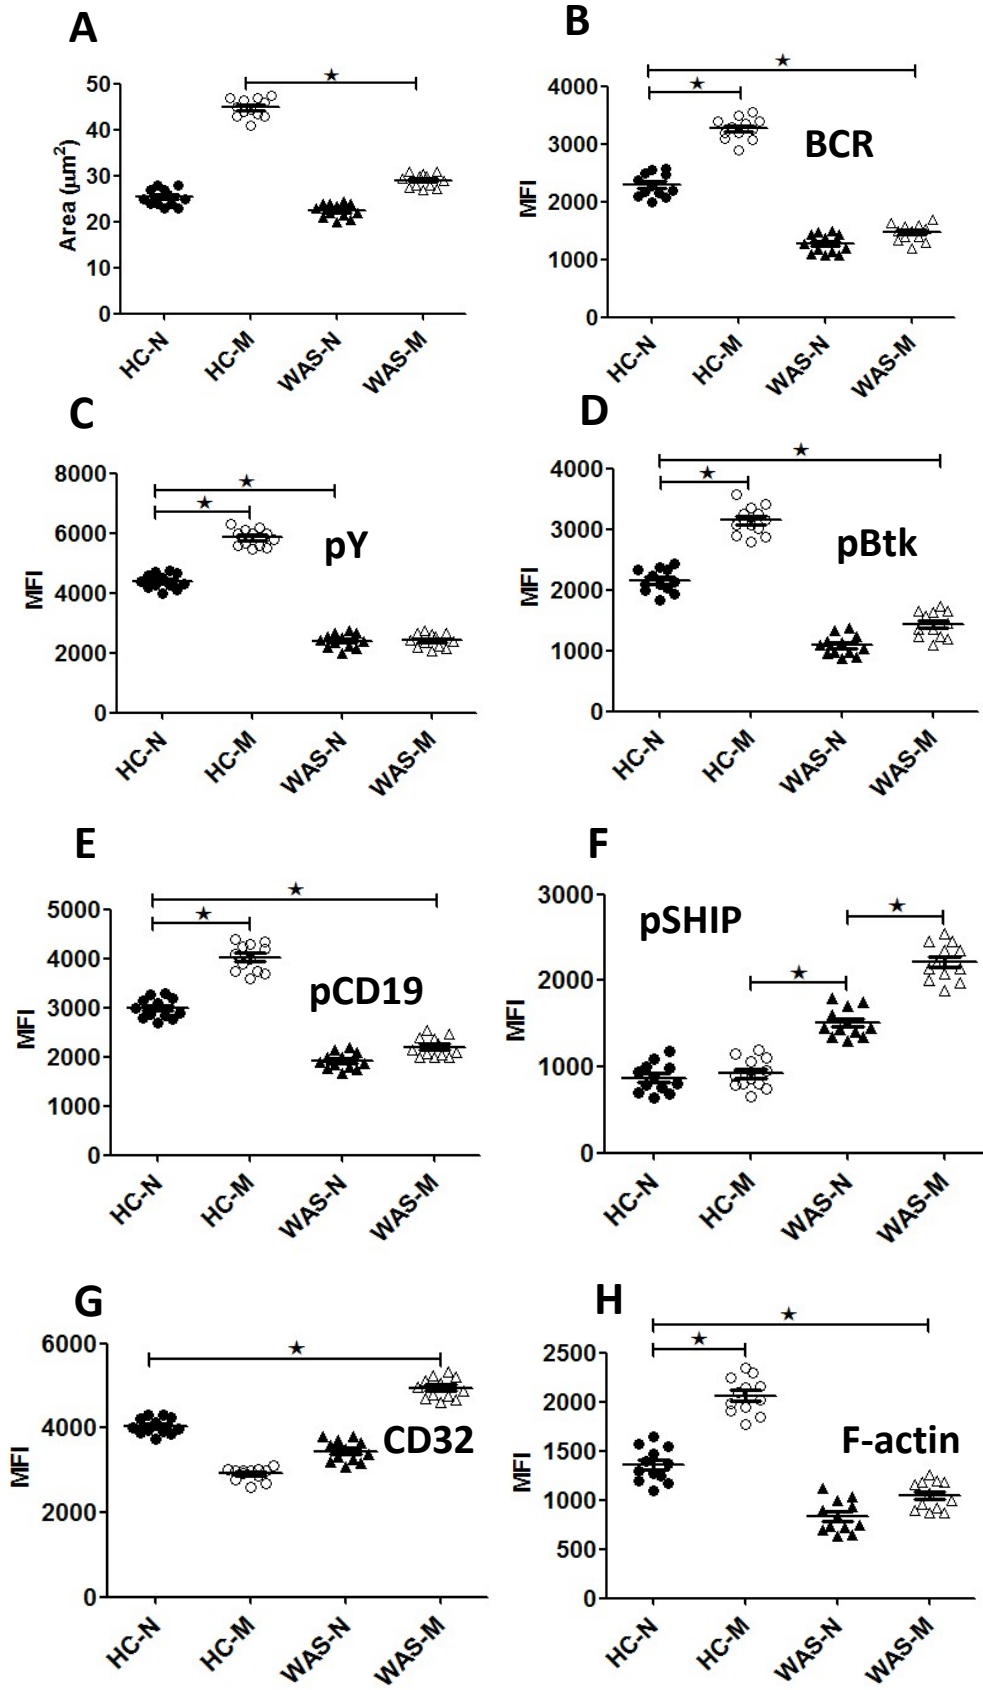 A
50
40
30
20
10
0
Area (µm²)
★
HC-N
HC-M
WAS-N
WAS-M
B
4000
3000
2000
1000
0
MFI
★
★
BCR
HC-N
HC-M
WAS-N
WAS-M
C
8000
6000
4000
2000
0
MFI
★
★
pY
HC-N
HC-M
WAS-N
WAS-M
D
4000
3000
2000
1000
0
MFI
★
★
pBtk
HC-N
HC-M
WAS-N
WAS-M
E
5000
4000
3000
2000
1000
0
MFI
★
★
pCD19
HC-N
HC-M
WAS-N
WAS-M
F
3000
2000
1000
0
MFI
pSHIP
★
★
HC-N
HC-M
WAS-N
WAS-M
G
6000
4000
2000
0
MFI
★
CD32
HC-N
HC-M
WAS-N
WAS-M
H
2500
2000
1500
1000
500
0
MFI
★
★
F-actin
HC-N
HC-M
WAS-N
WAS-M